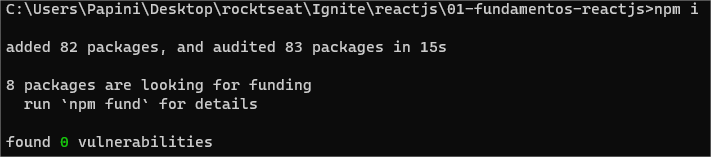 C:\Users\Papini\Desktop\rocktseat\Ignite\reactjs\01-fundamentos-reactjs>npm i
added 82 packages, and audited 83 packages in 15s
8 packages are looking for funding
run `npm fund` for details
found 0 vulnerabilities